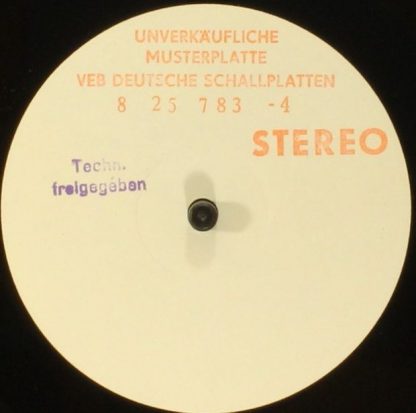 UNVERKÄUFLICHE
MUSTERPLATTE
VEB DEUTSCHE SCHALLPLATTEN
8 25 783 -4
STEREO
Techn.
freigegeben